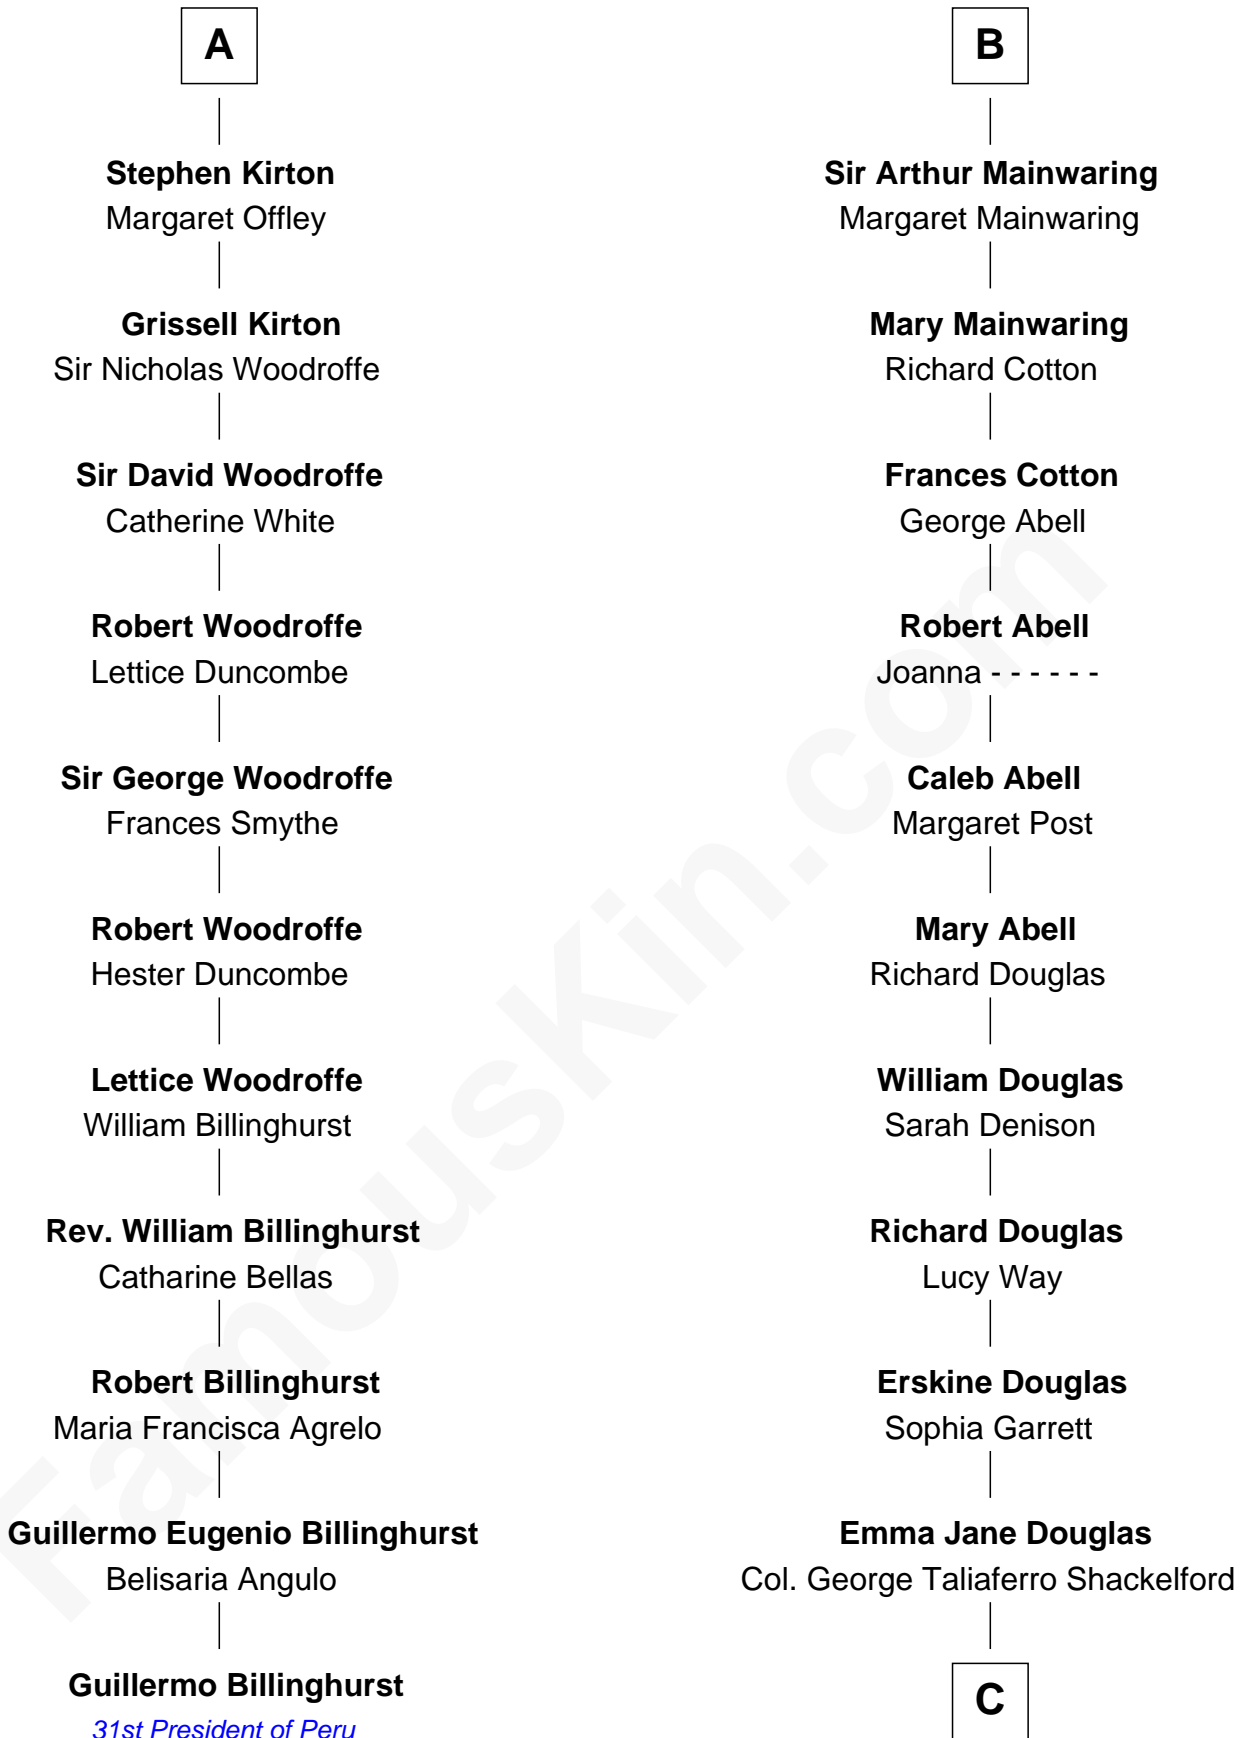 A
Stephen Kirton
Margaret Offley
Grissell Kirton
Sir Nicholas Woodroffe
Sir David Woodroffe
Catherine White
Robert Woodroffe
Lettice Duncombe
Sir George Woodroffe
Frances Smythe
Robert Woodroffe
Hester Duncombe
Lettice Woodroffe
William Billinghurst
Rev. William Billinghurst
Catharine Bellas
Robert Billinghurst
Maria Francisca Agrelo
Guillermo Eugenio Billinghurst
Belisaria Angulo
Guillermo Billinghurst
31st President of Peru
B
Sir Arthur Mainwaring
Margaret Mainwaring
Mary Mainwaring
Richard Cotton
Frances Cotton
George Abell
Robert Abell
Joanna - - - - - -
Caleb Abell
Margaret Post
Mary Abell
Richard Douglas
William Douglas
Sarah Denison
Richard Douglas
Lucy Way
Erskine Douglas
Sophia Garrett
Emma Jane Douglas
Col. George Taliaferro Shackelford
C
FamousKin.com